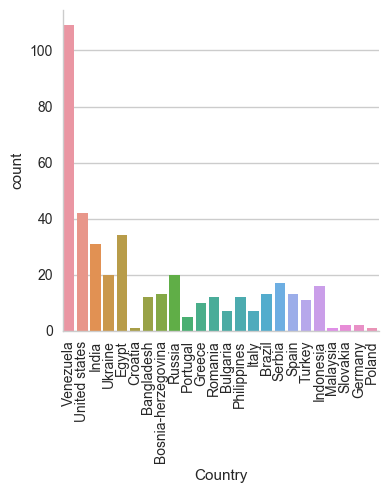 100
80
60
40
20
0
count
Venezuela
United states
India
Ukraine
Egypt
Croatia
Bangladesh
Bosnia-herzegovina
Russia
Portugal
Greece
Romania
Bulgaria
Philippines
Italy
Brazil
Serbia
Spain
Turkey
Indonesia
Malaysia
Slovakia
Germany
Poland
Country